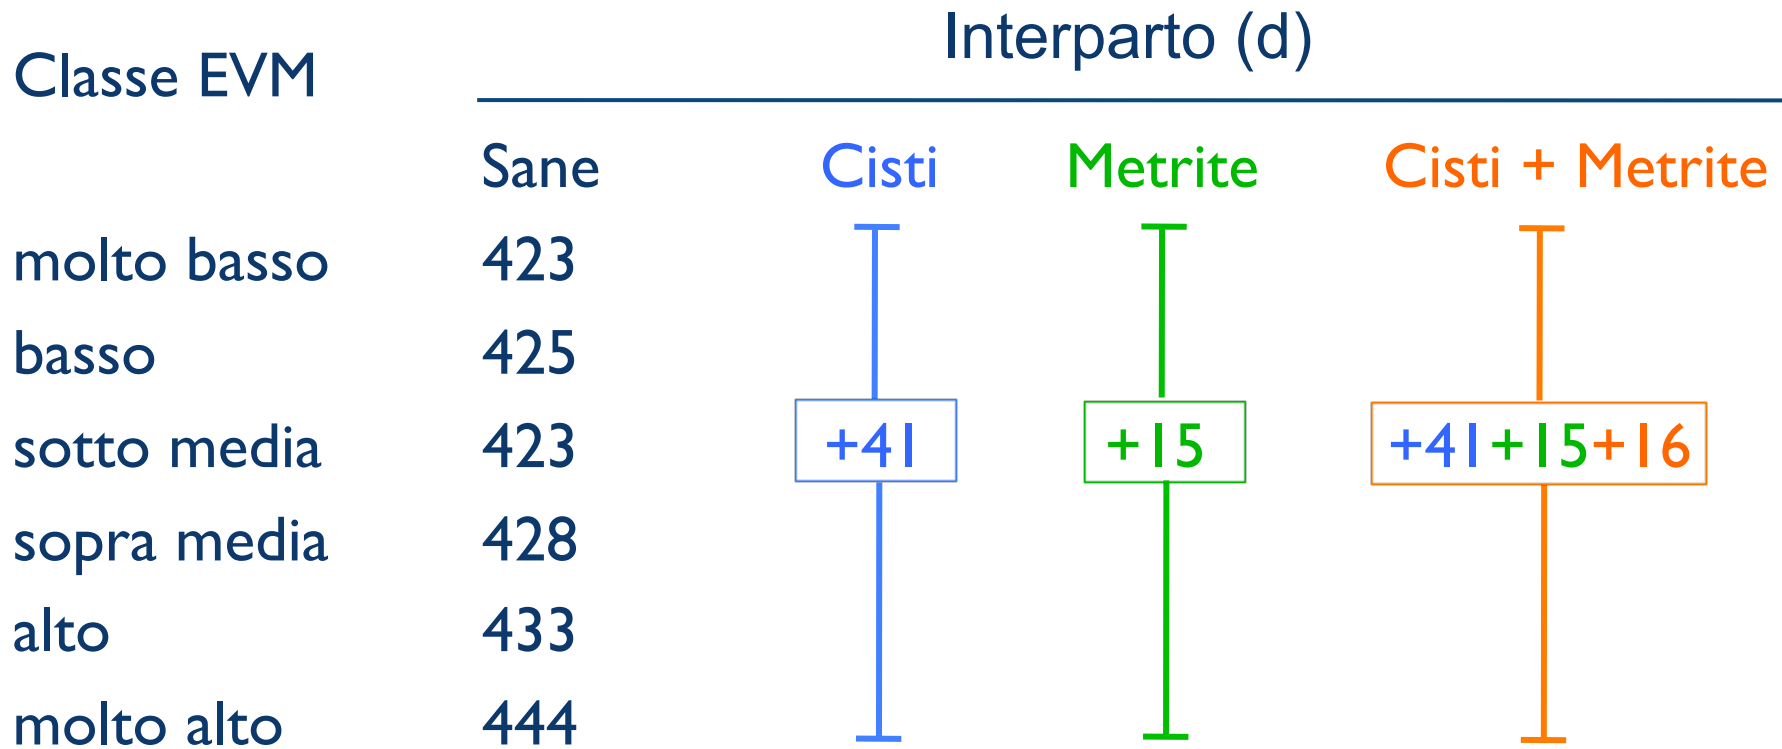 Interparto (d)
Classe EVM
Sane Cisti Metrite Cisti + Metrite
molto basso 423
basso 425
sotto media 423 +41 +15 +41+15+16
sopra media 428
alto 433
molto alto 444